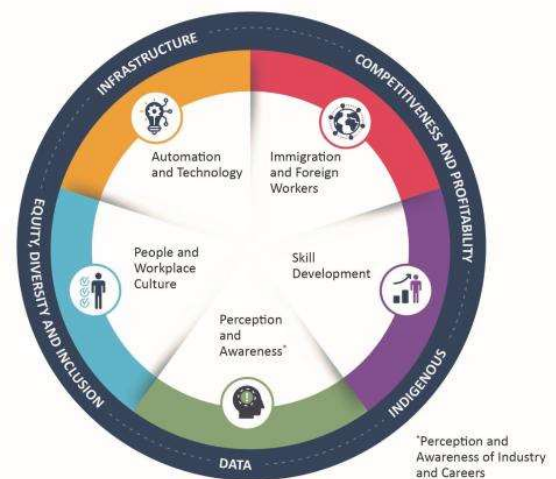 INFRASTRUCTURE
COMPETITIVENESS AND PROFITABILITY
Automation
and Technology
Immigration
and Foreign
Workers
EQUITY, DIVERSITY AND INCLUSION
People and
Workplace
Culture
Skill
Development
Perception
and
Awareness*
INDIGENOUS
DATA
*Perception and
Awareness of Industry
and Careers